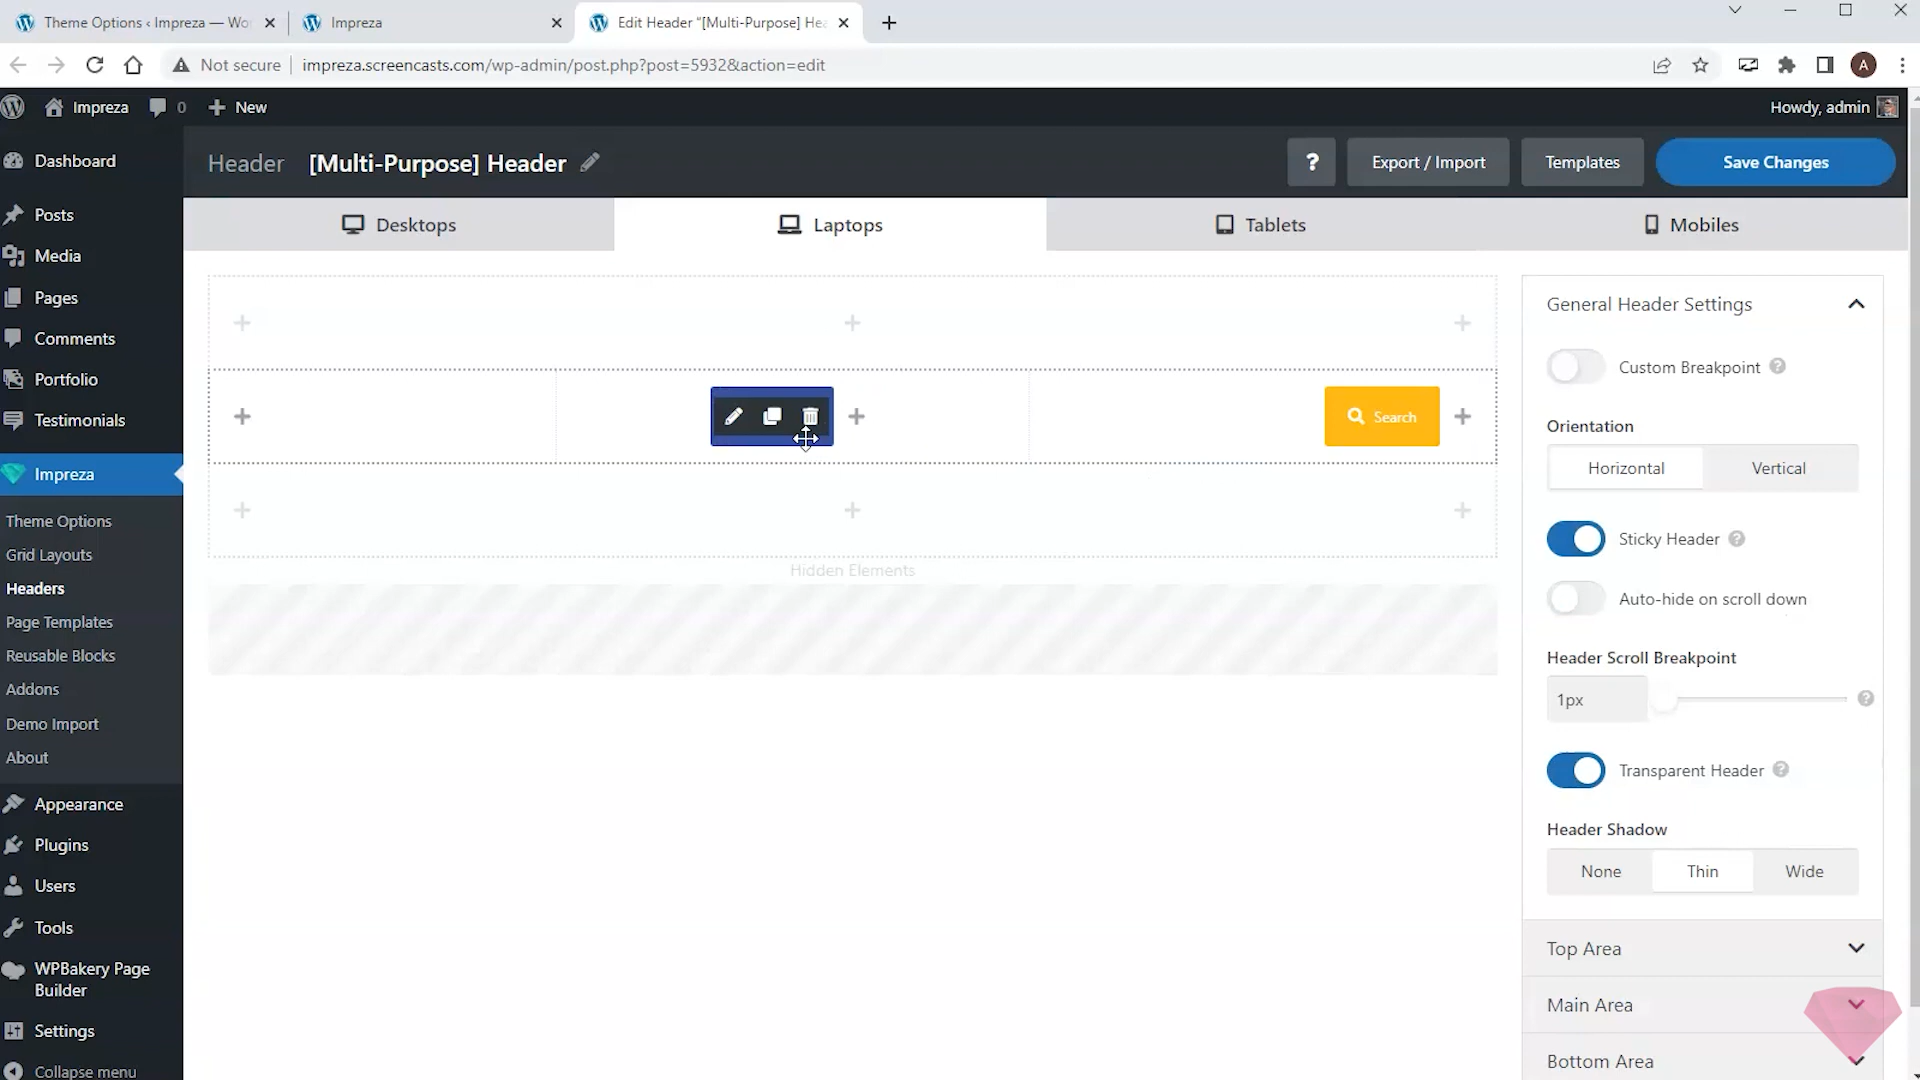 Theme Options ‹ Impreza — Wo
Impreza
Edit Header "[Multi-Purpose] Hea
Not secure
impreza.screencasts.com/wp-admin/post.php?post=5932&action=edit
A
Impreza
0
New
Howdy, admin
Dashboard
Posts
Media
Pages
Comments
Portfolio
Testimonials
Impreza
Theme Options
Grid Layouts
Headers
Page Templates
Reusable Blocks
Addons
Demo Import
About
Appearance
Plugins
Users
Tools
WPBakery Page
Builder
Settings
Collapse menu
Header
[Multi-Purpose] Header
?
Export / Import
Templates
Save Changes
Desktops
Laptops
Tablets
Mobiles
Search
Hidden Elements
General Header Settings
Custom Breakpoint
Orientation
Horizontal
Vertical
Sticky Header
Auto-hide on scroll down
Header Scroll Breakpoint
1px
Transparent Header
Header Shadow
None
Thin
Wide
Top Area
Main Area
Bottom Area